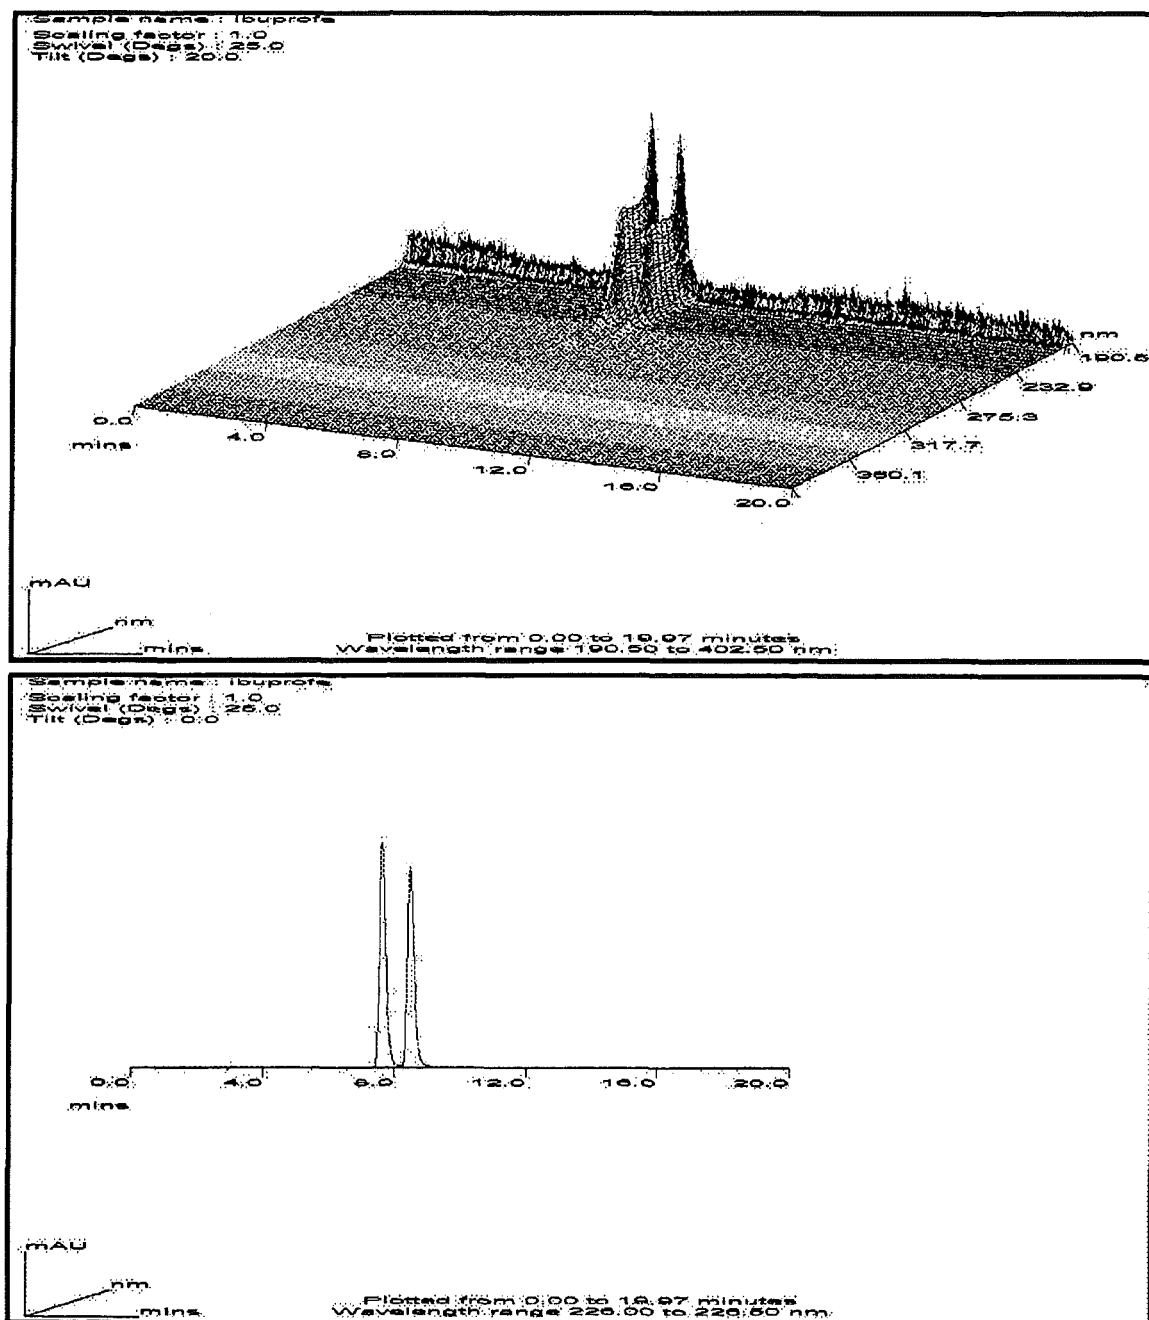 Sample name : Ibuprofe
Scaling factor : 1.0
Swivel (Degs) : 25.0
Tilt (Degs) : 20.0
nm
190.5
232.9
275.3
317.7
360.1
0.0 4.0 8.0 12.0 16.0 20.0
mins
mAU
nm
mins
Plotted from 0.00 to 19.97 minutes
Wavelength range 190.50 to 402.50 nm
Sample name : Ibuprofe
Scaling factor : 1.0
Swivel (Degs) : 25.0
Tilt (Degs) : 0.0
0.0 4.0 8.0 12.0 16.0 20.0
mins
mAU
nm
mins
Plotted from 0.00 to 19.97 minutes
Wavelength range to nm